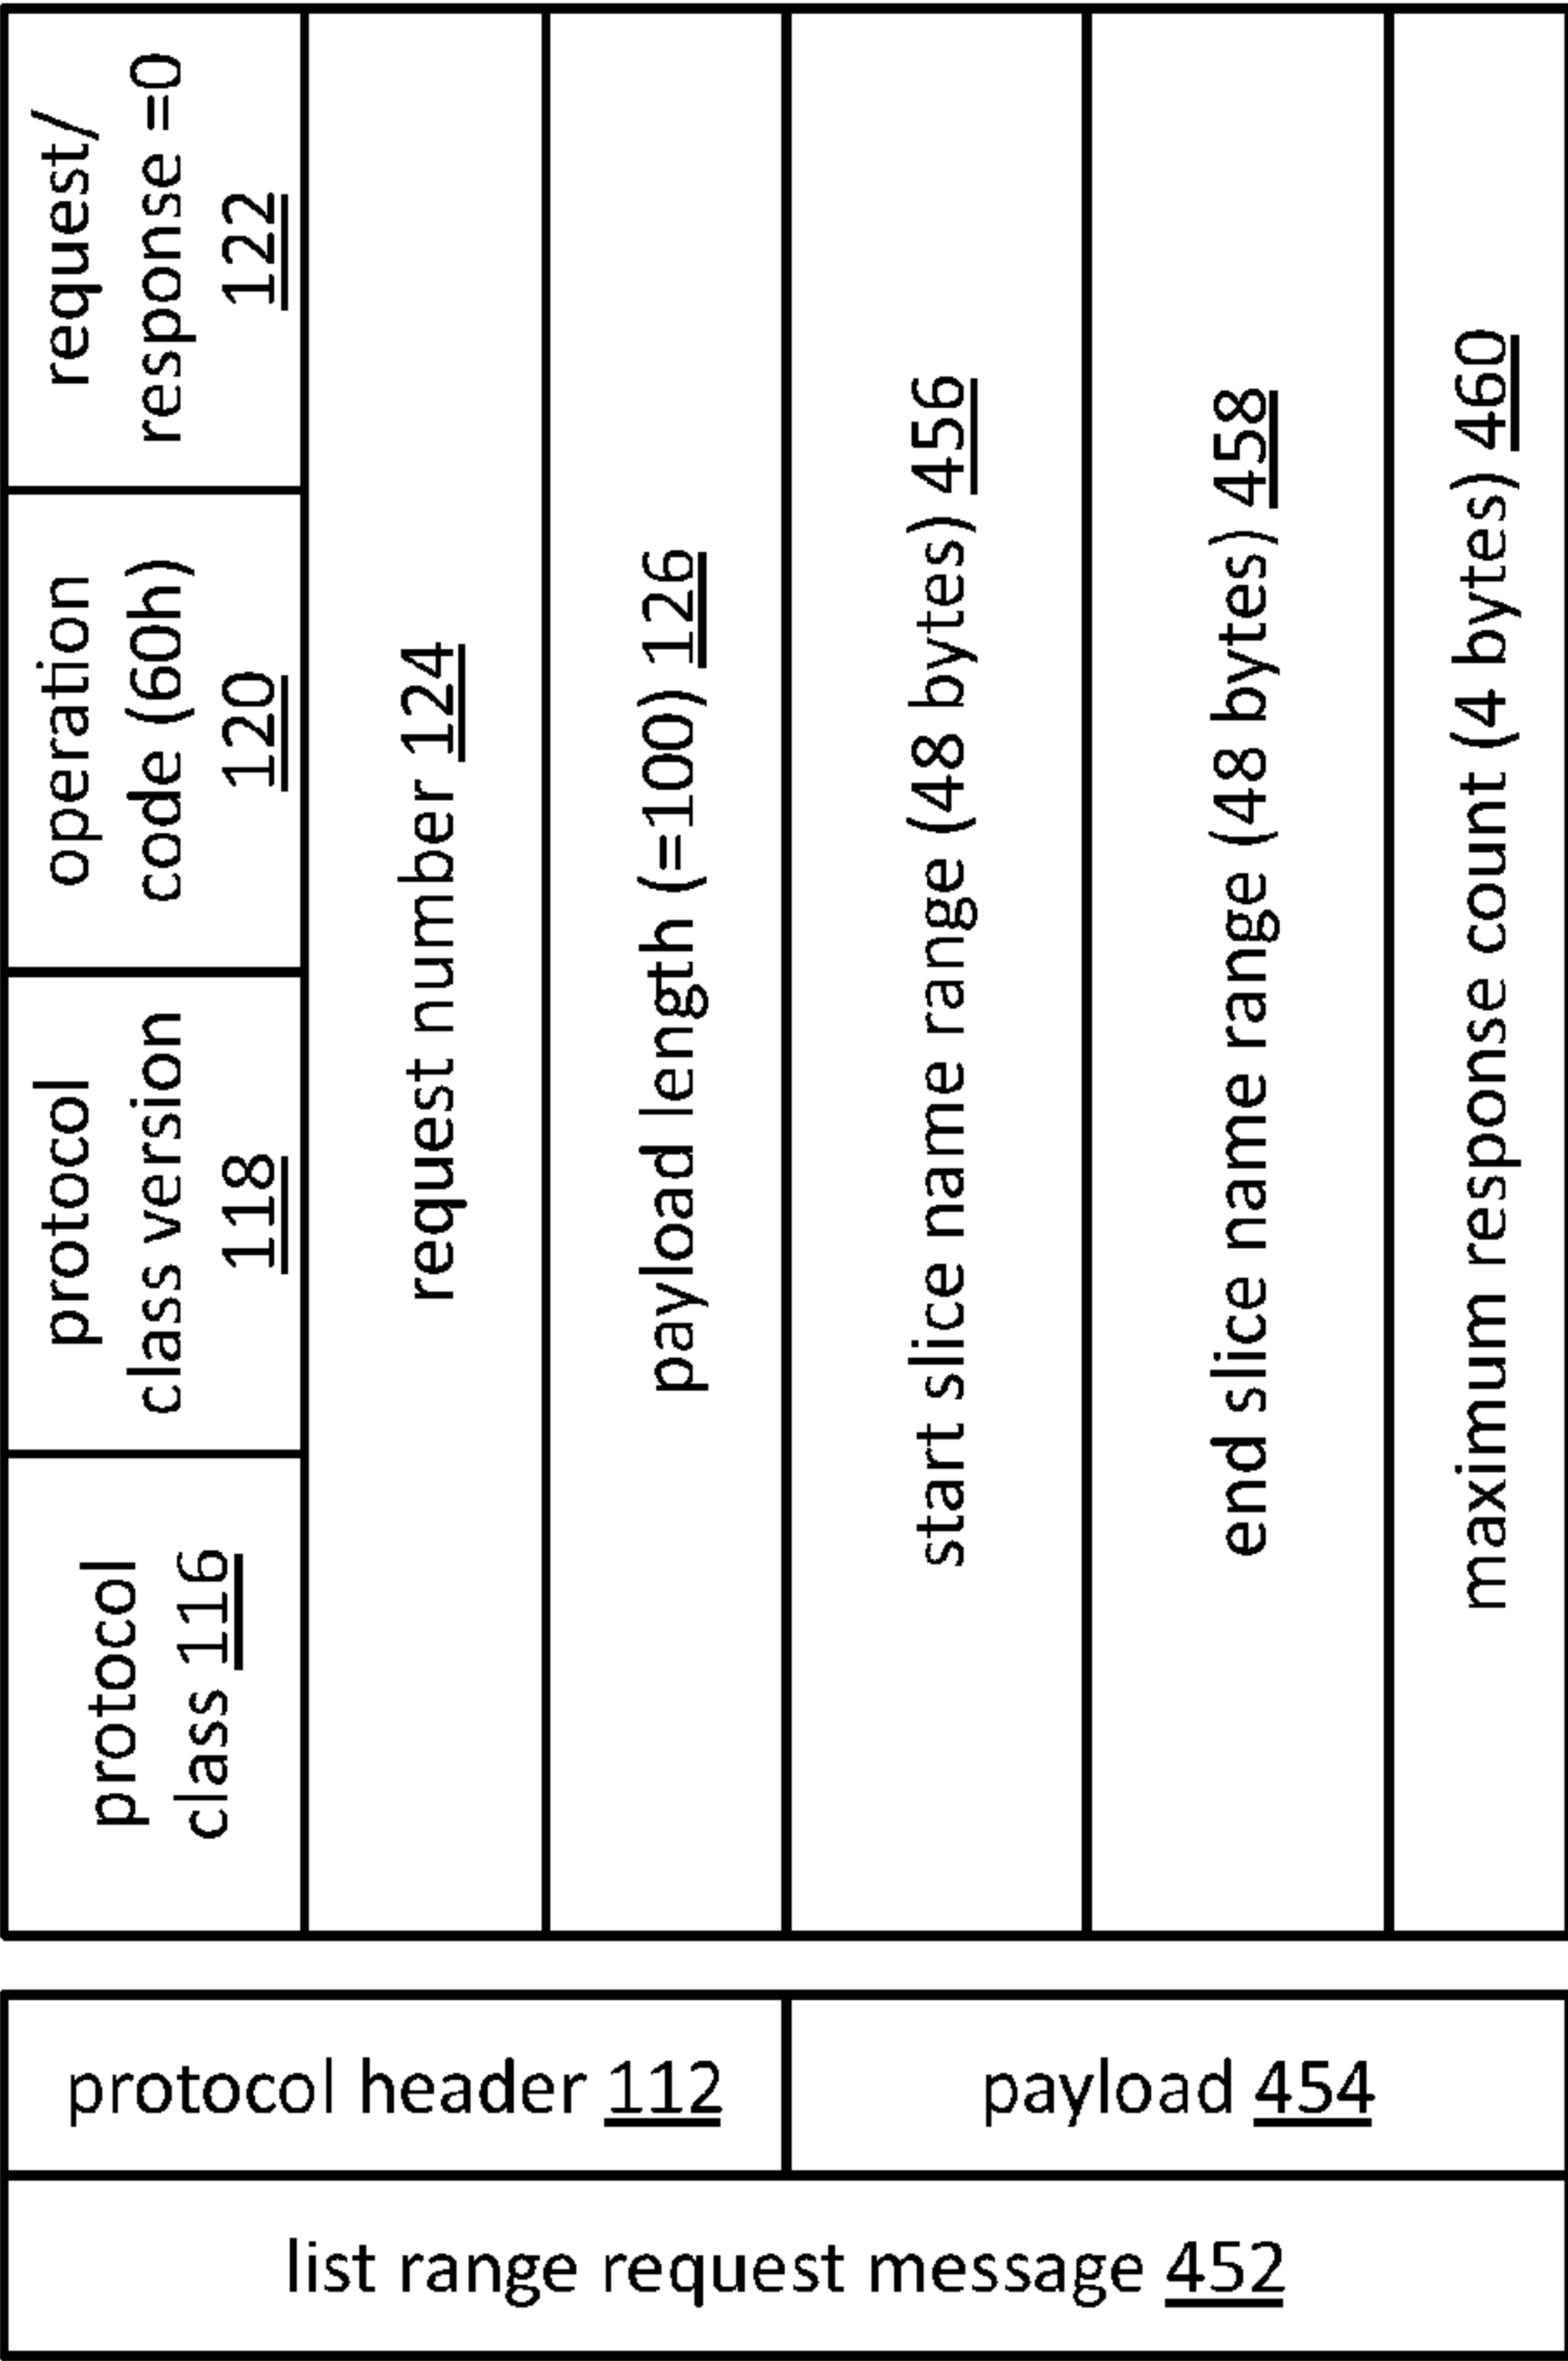 protocol
class 116
protocol
class version
118
operation
code (60h)
120
request/
response =0
122
request number 124
payload length (=100) 126
start slice name range (48 bytes) 456
end slice name range (48 bytes) 458
maximum response count (4 bytes) 460
protocol header 112
payload 454
list range request message 452